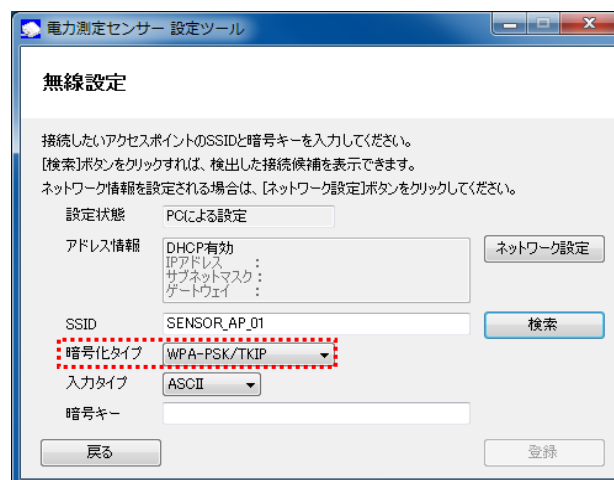 電力測定センサー 設定ツール
無線設定
接続したいアクセスポイントのSSIDと暗号キーを入力してください。
[検索]ボタンをクリックすれば、検出した接続候補を表示できます。
ネットワーク情報を設定される場合は、[ネットワーク設定]ボタンをクリックしてください。
設定状態 PCによる設定
アドレス情報 DHCP有効 ネットワーク設定
IPアドレス :
サブネットマスク :
ゲートウェイ :
SSID SENSOR_AP_01 検索
暗号化タイプ WPA-PSK/TKIP
入力タイプ ASCII
暗号キー
戻る 登録